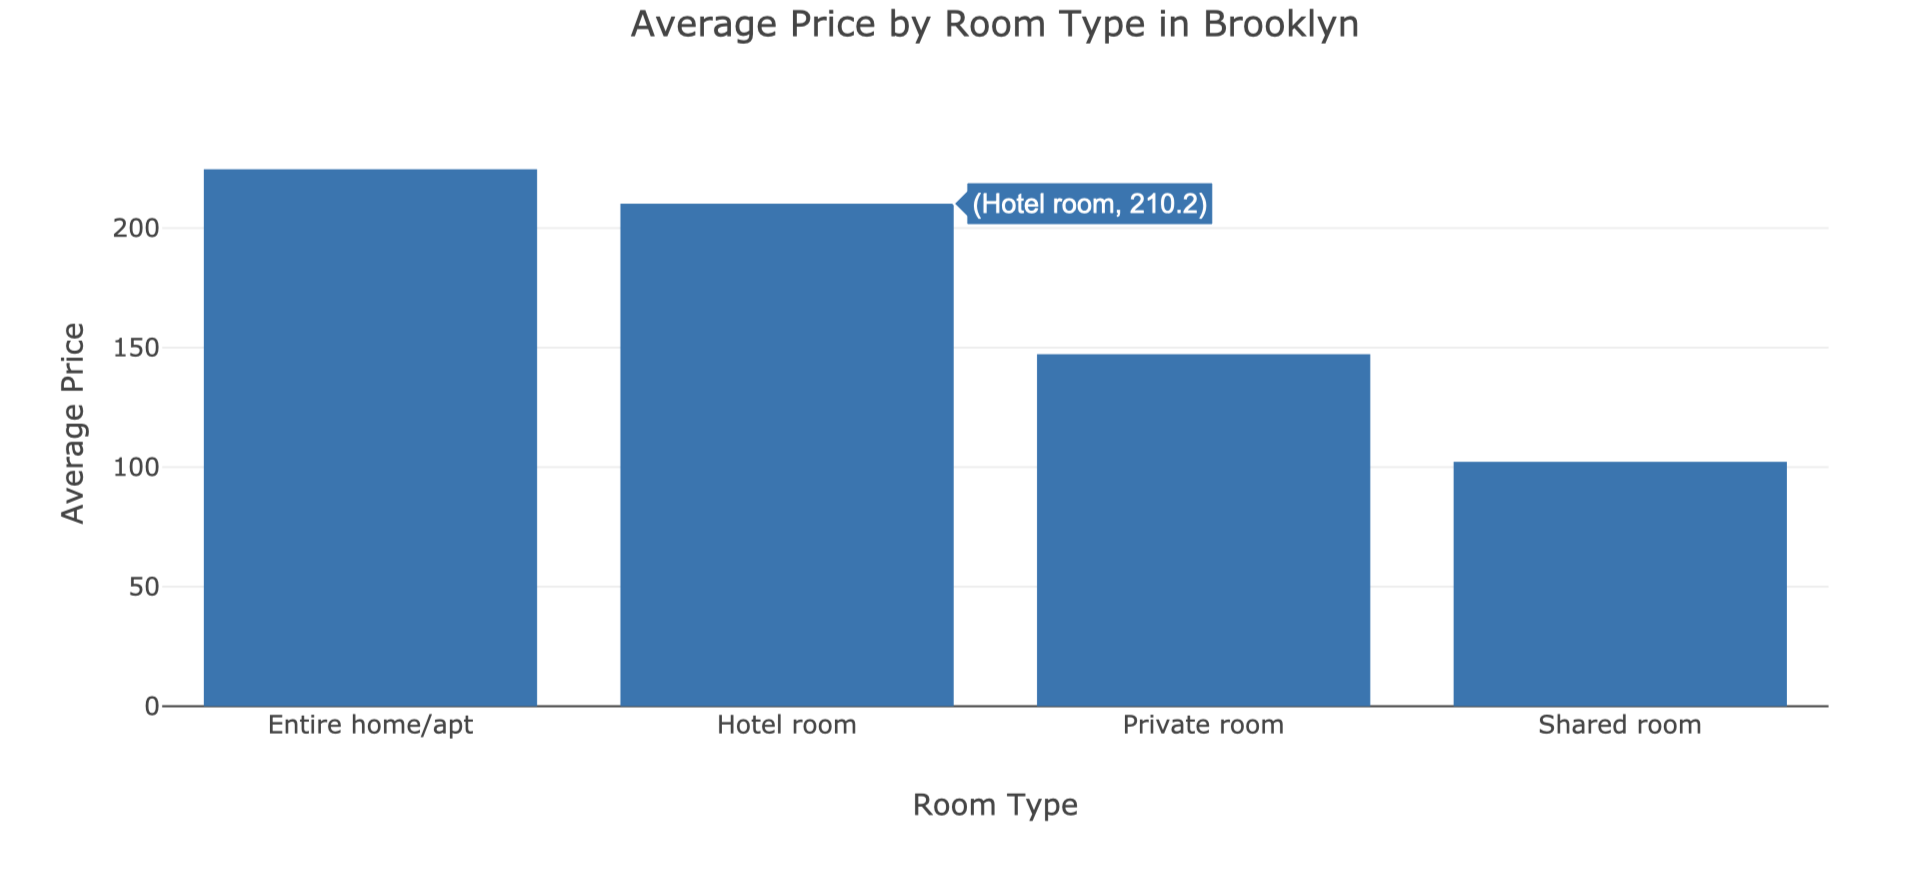 Average Price by Room Type in Brooklyn
(Hotel room, 210.2)
200
150
100
50
0
Average Price
Entire home/apt
Hotel room
Private room
Shared room
Room Type